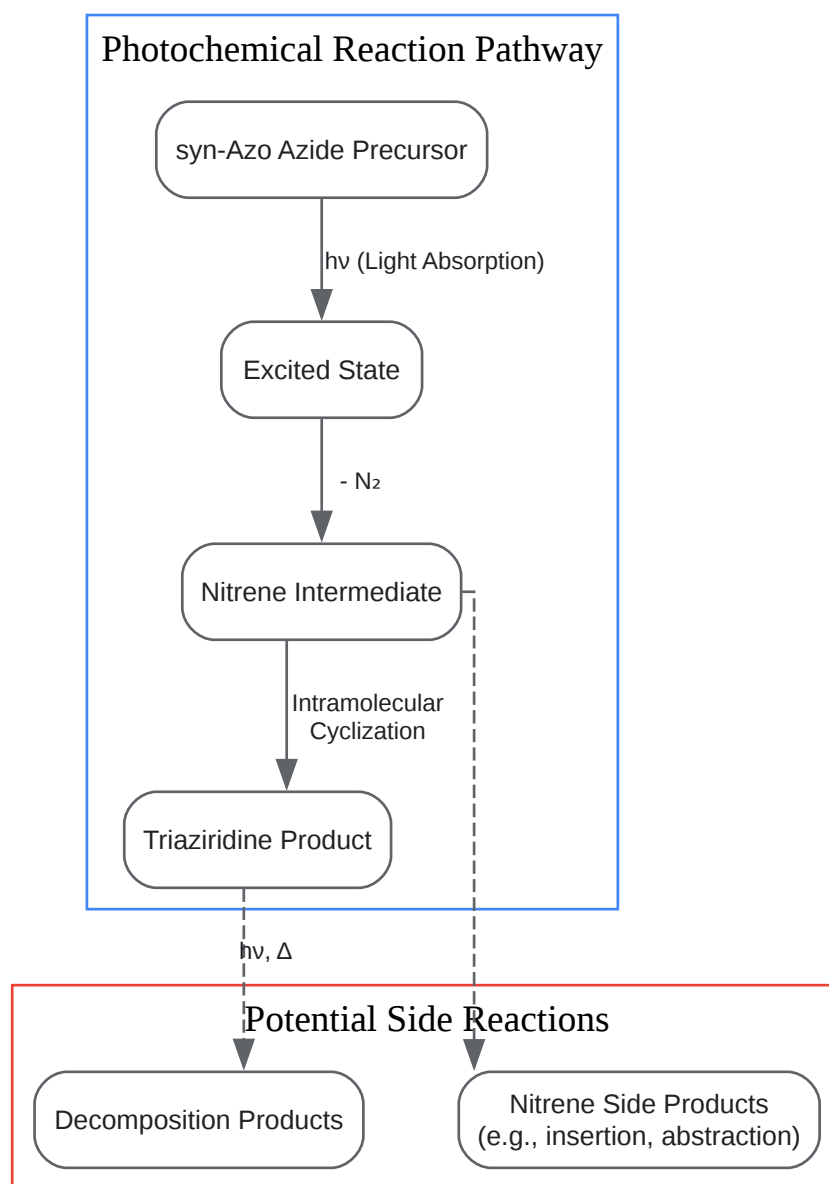 Photochemical Reaction Pathway
syn-Azo Azide Precursor
hν (Light Absorption)
Excited State
- N₂
Nitrene Intermediate
Intramolecular
Cyclization
Triaziridine Product
hν, Δ
Potential Side Reactions
Decomposition Products
Nitrene Side Products
(e.g., insertion, abstraction)